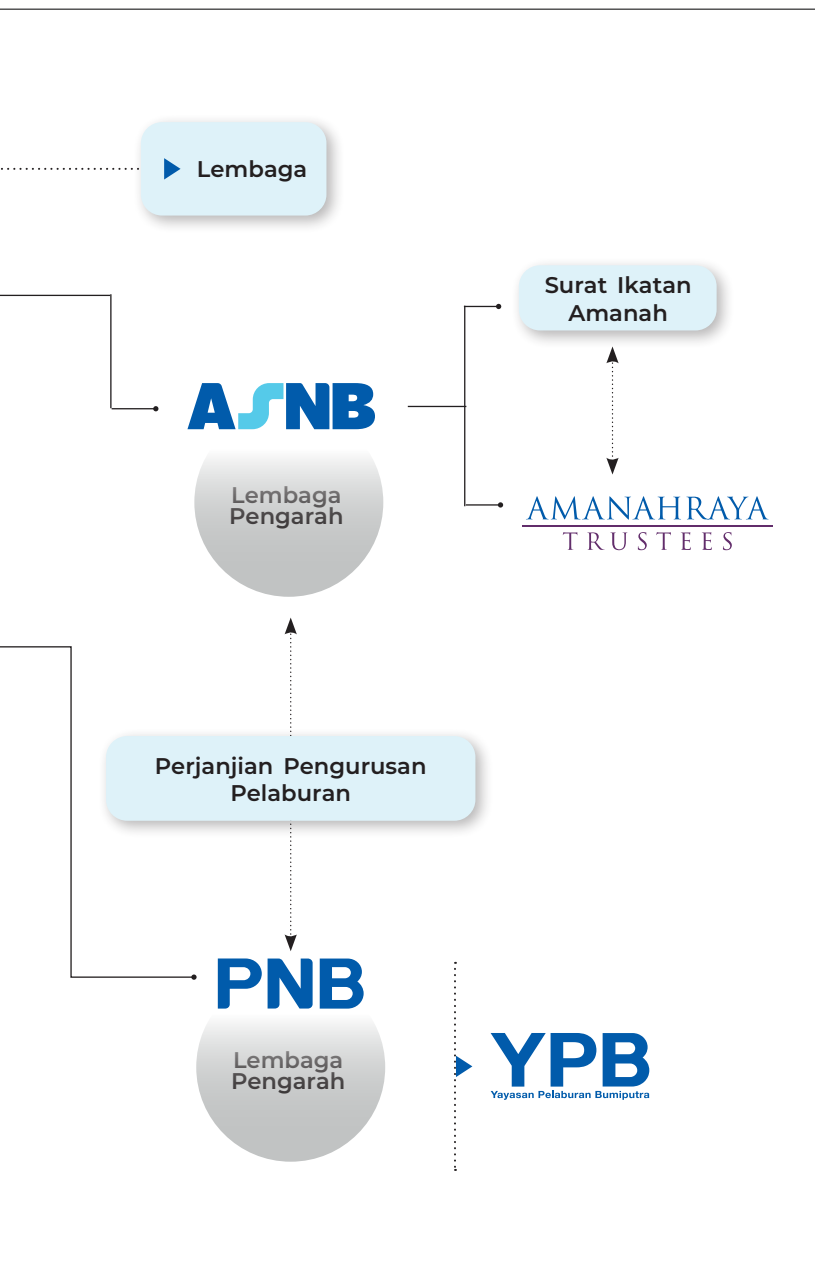 Lembaga
Surat Ikatan
Amanah
ASNB
Lembaga
Pengarah
AMANAHRAYA
TRUSTEES
Perjanjian Pengurusan
Pelaburan
PNB
Lembaga
Pengarah
YPB
Yayasan Pelaburan Bumiputra